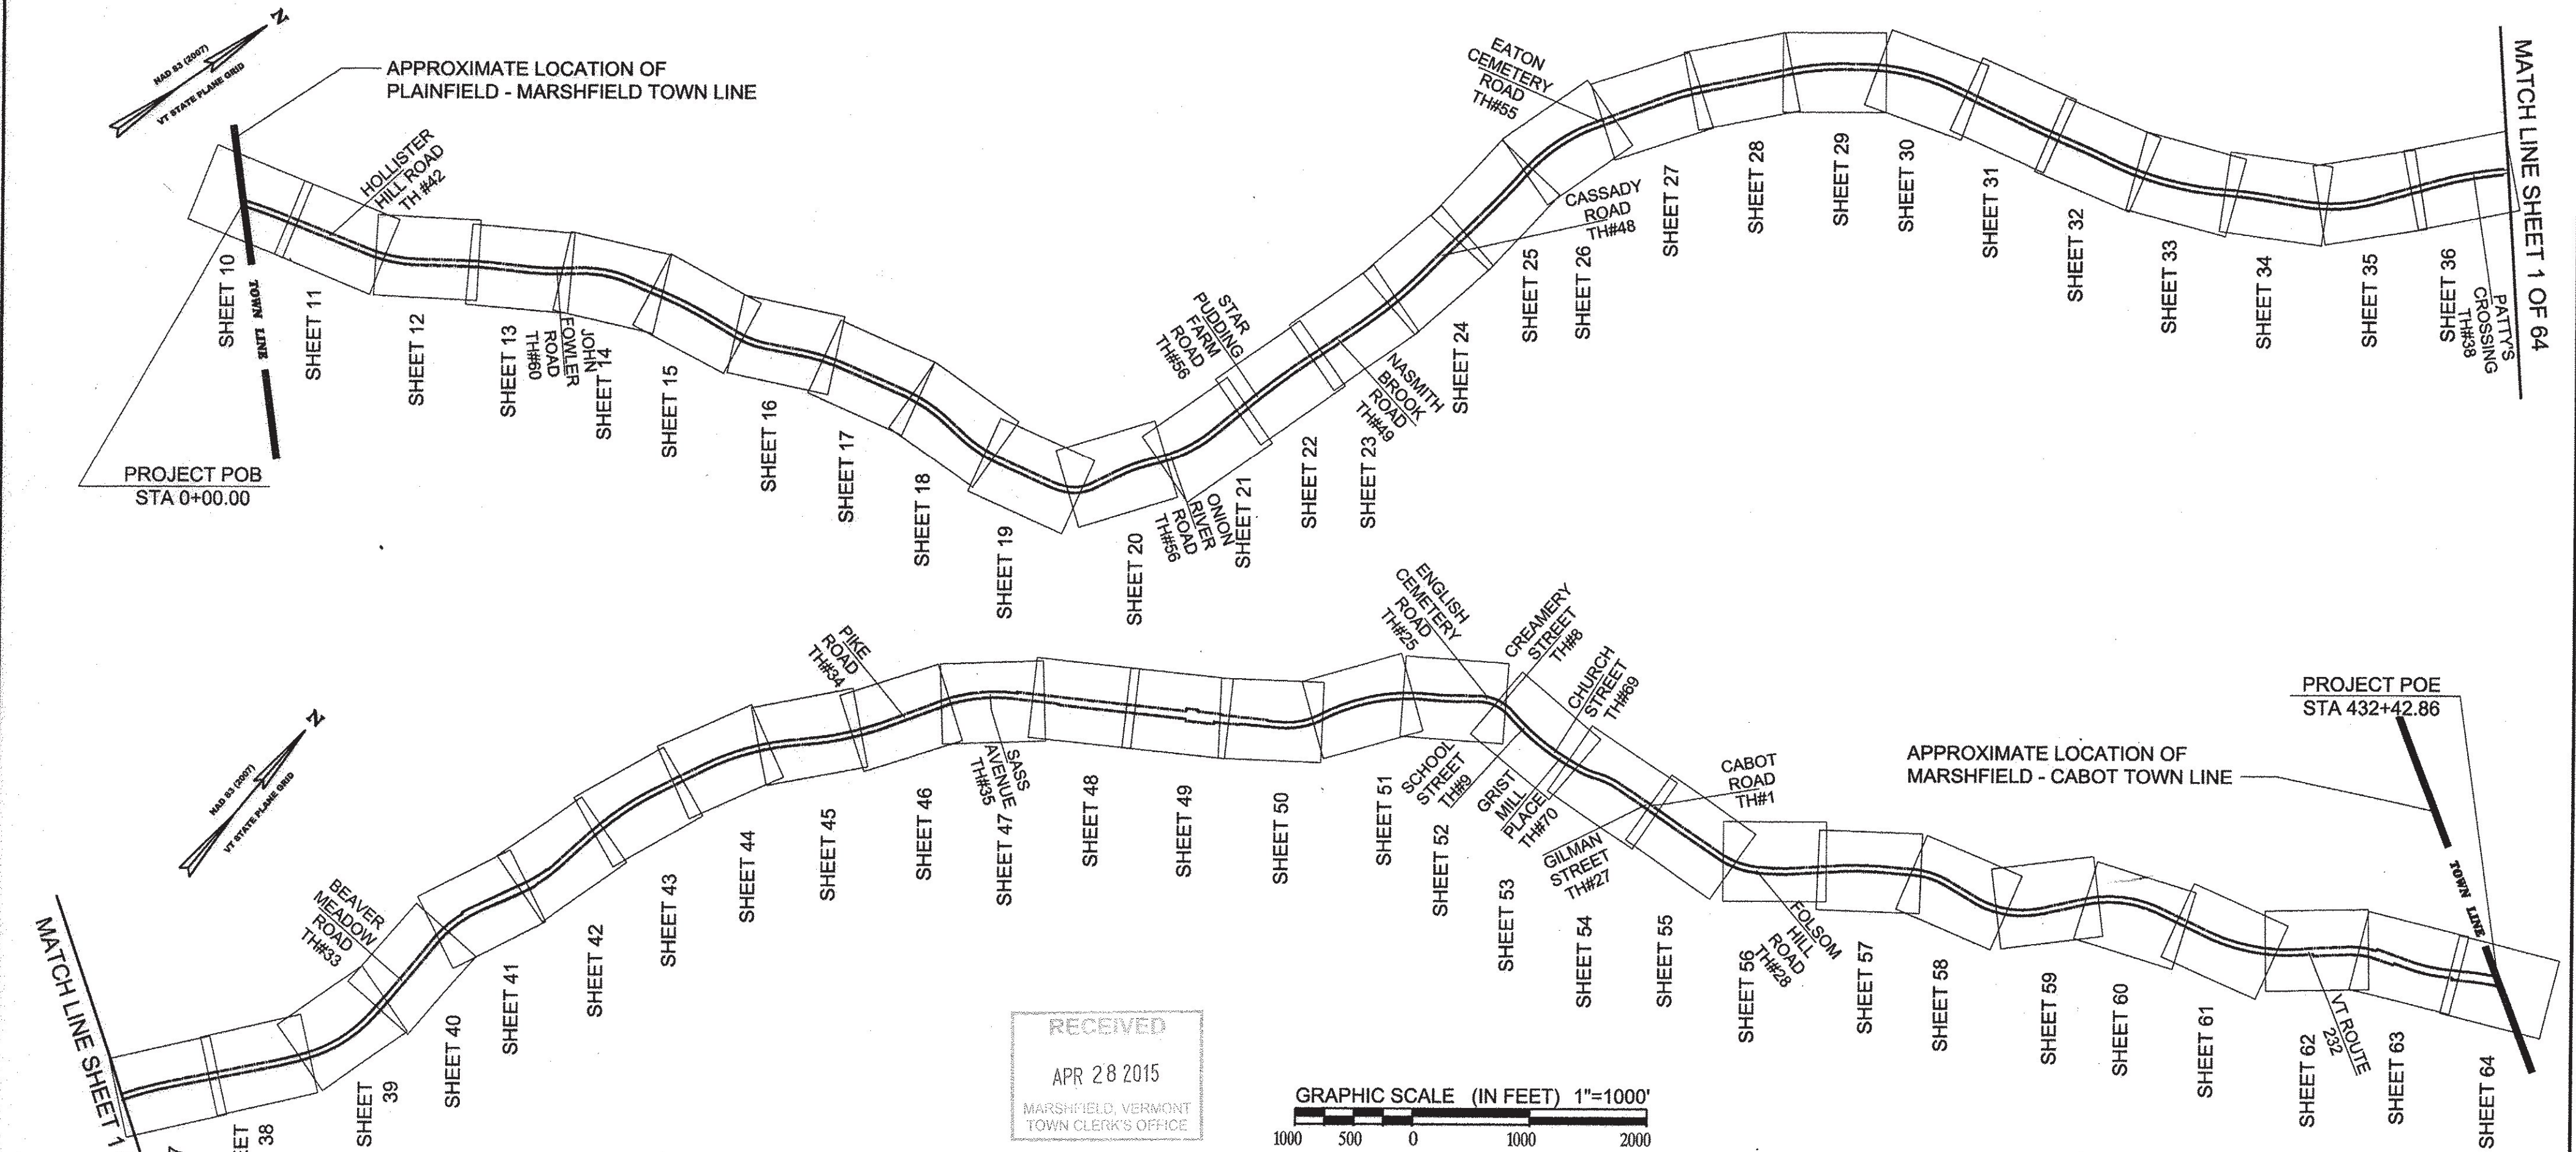 N
NAD 83 (2007)
VT STATE PLANE GRID
APPROXIMATE LOCATION OF
PLAINFIELD - MARSHFIELD TOWN LINE
HOLLISTER
HILL ROAD
TH #42
TOWN LINE
PROJECT POB
STA 0+00.00
SHEET 10
SHEET 11
SHEET 12
SHEET 13
JOHN
FOWLER
ROAD
TH#60
SHEET 14
SHEET 15
SHEET 16
SHEET 17
SHEET 18
SHEET 19
SHEET 20
ONION
RIVER
ROAD
TH#56
SHEET 21
STAR
PUDDING
FARM
ROAD
TH#56
SHEET 22
SHEET 23
NASMITH
BROOK
ROAD
TH#49
SHEET 24
EATON
CEMETERY
ROAD
TH#55
CASSADY
ROAD
TH#48
SHEET 25
SHEET 26
SHEET 27
SHEET 28
SHEET 29
SHEET 30
SHEET 31
SHEET 32
SHEET 33
SHEET 34
SHEET 35
SHEET 36
PATTY'S
CROSSING
TH#38
MATCH LINE SHEET 1 OF 64
N
NAD 83 (2007)
VT STATE PLANE GRID
MATCH LINE SHEET 1
38
SHEET 39
BEAVER
MEADOW
ROAD
TH#33
SHEET 40
SHEET 41
SHEET 42
SHEET 43
SHEET 44
SHEET 45
PIKE
ROAD
TH#34
SHEET 46
SASS
AVENUE
TH#35
SHEET 47
SHEET 48
SHEET 49
SHEET 50
SHEET 51
ENGLISH
CEMETERY
ROAD
TH#25
CREAMERY
STREET
TH#8
CHURCH
STREET
TH#69
SCHOOL
STREET
TH#9
GRIST
MILL
PLACE
TH#70
SHEET 52
SHEET 53
GILMAN
STREET
TH#27
CABOT
ROAD
TH#1
SHEET 54
SHEET 55
SHEET 56
FOLSOM
HILL
ROAD
TH#28
SHEET 57
SHEET 58
SHEET 59
SHEET 60
SHEET 61
SHEET 62
VT ROUTE
232
SHEET 63
SHEET 64
PROJECT POE
STA 432+42.86
APPROXIMATE LOCATION OF
MARSHFIELD - CABOT TOWN LINE
TOWN LINE
RECEIVED
APR 28 2015
MARSHFIELD, VERMONT
TOWN CLERK'S OFFICE
GRAPHIC SCALE (IN FEET) 1"=1000'
1000 500 0 1000 2000